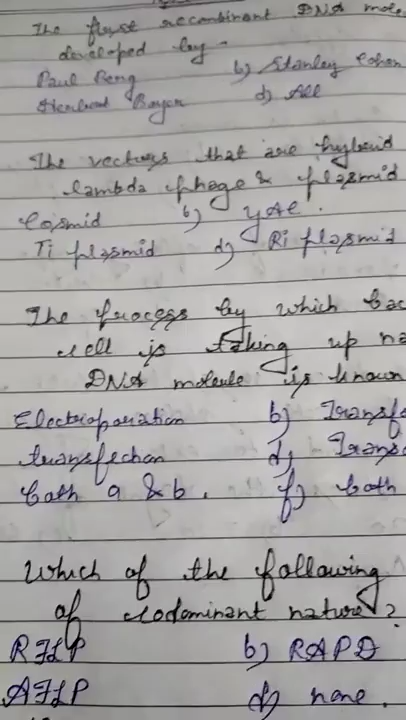 The first recombinant DNA mole
developed by -
Paul Berg b) Stanley Cohen
Herbert Boyer d) All
The vectors that are hybrid
lambda phage & plasmid
Cosmid b) YAC.
Ti plasmid d) Ri plasmid
The process by which bac
cell is taking up na
DNA molecule is known
Electroporation b) Transfo
transfection d) Trans
both a & b. f) both
Which of the following
of codominant nature?
RFLP b) RAPD
AFLP d) none.